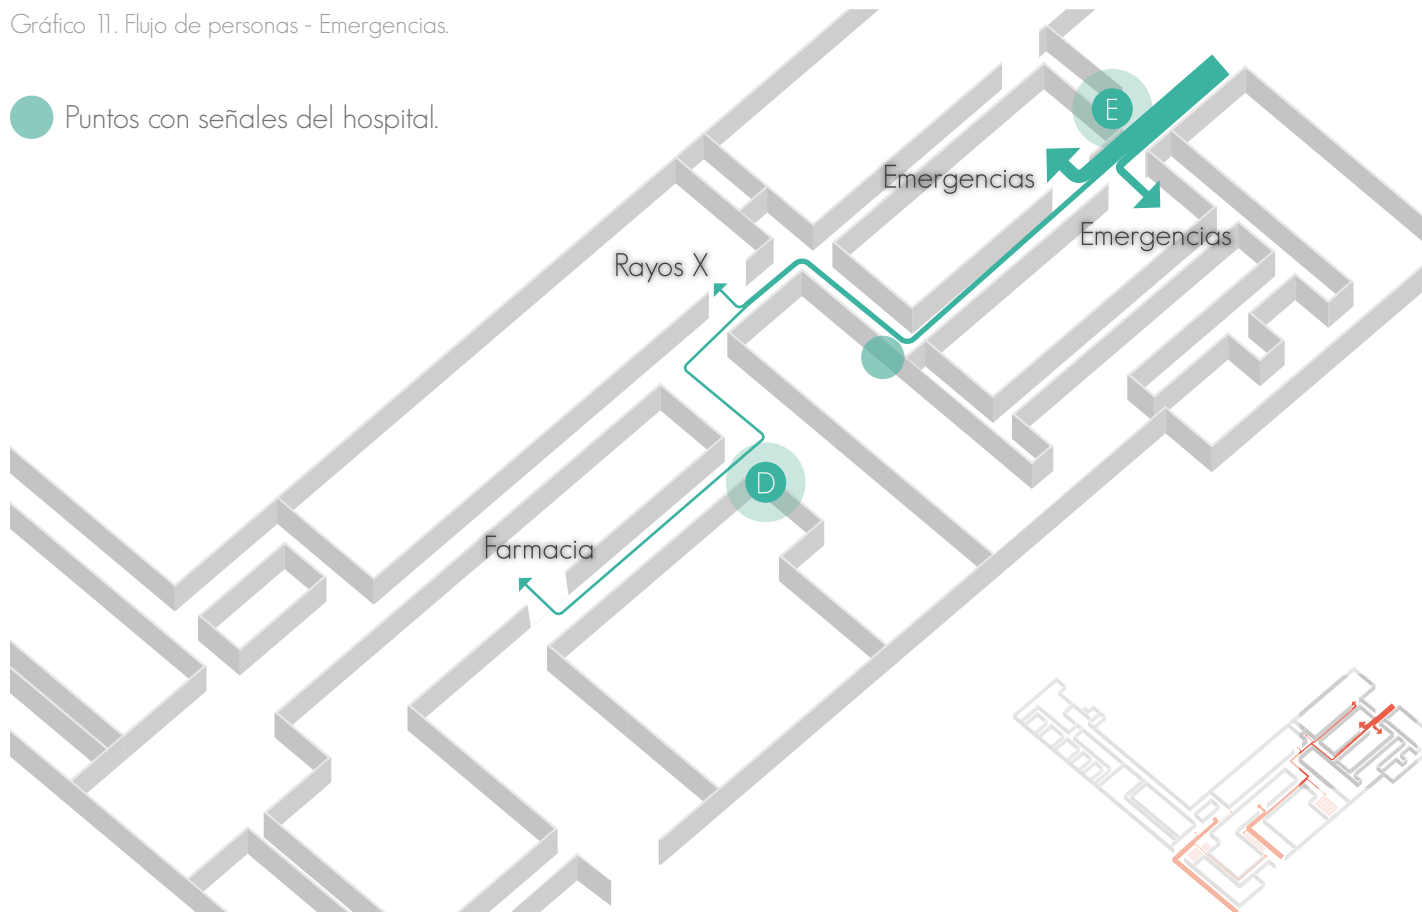 Gráfico 11. Flujo de personas - Emergencias.
Puntos con señales del hospital.
E
Emergencias
Emergencias
Rayos X
D
Farmacia